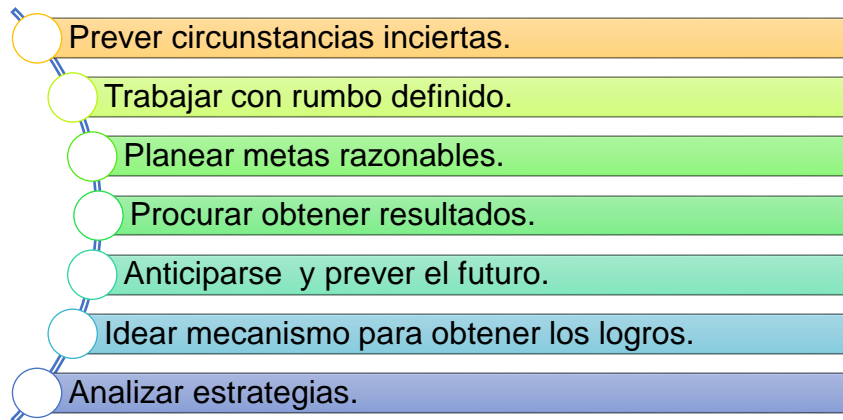 Prever circunstancias inciertas.
Trabajar con rumbo definido.
Planear metas razonables.
Procurar obtener resultados.
Anticiparse y prever el futuro.
Idear mecanismo para obtener los logros.
Analizar estrategias.